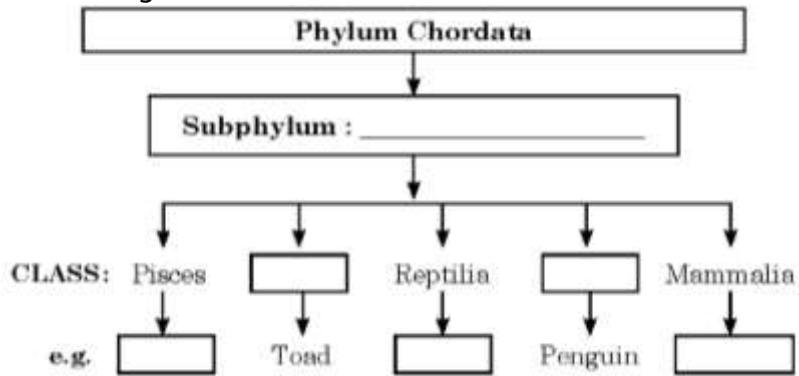 Phylum Chordata
Subphylum : ____________________
CLASS: Pisces Reptilia Mammalia
e.g. Toad Penguin